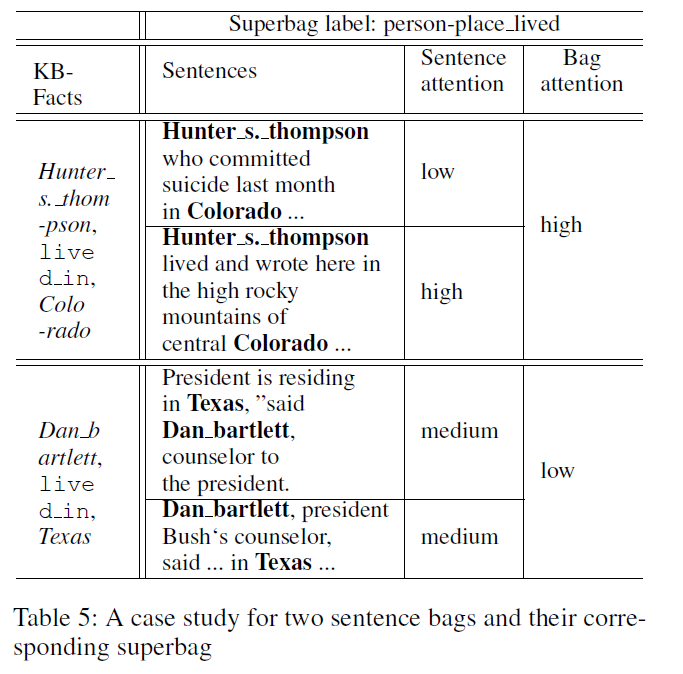 Superbag label: person-place_lived
KB-
Facts
Sentences
Sentence
attention
Bag
attention
Hunter_
s._thom
-pson,
live
d_in,
Colo
-rado
Hunter_s._thompson
who committed
suicide last month
in Colorado ...
low
Hunter_s._thompson
lived and wrote here in
the high rocky
mountains of
central Colorado ...
high
high
Dan_b
artlett,
live
d_in,
Texas
President is residing
in Texas, ”said
Dan_bartlett,
counselor to
the president.
medium
Dan_bartlett, president
Bush‘s counselor,
said ... in Texas ...
medium
low
Table 5: A case study for two sentence bags and their corre-
sponding superbag